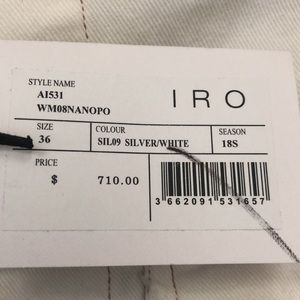 STYLE NAME
AI531
WM08NANOPO
IRO
SIZE COLOUR SEASON
36 SIL09 SILVER/WHITE 18S
PRICE
$ 710.00
3 662091 531657